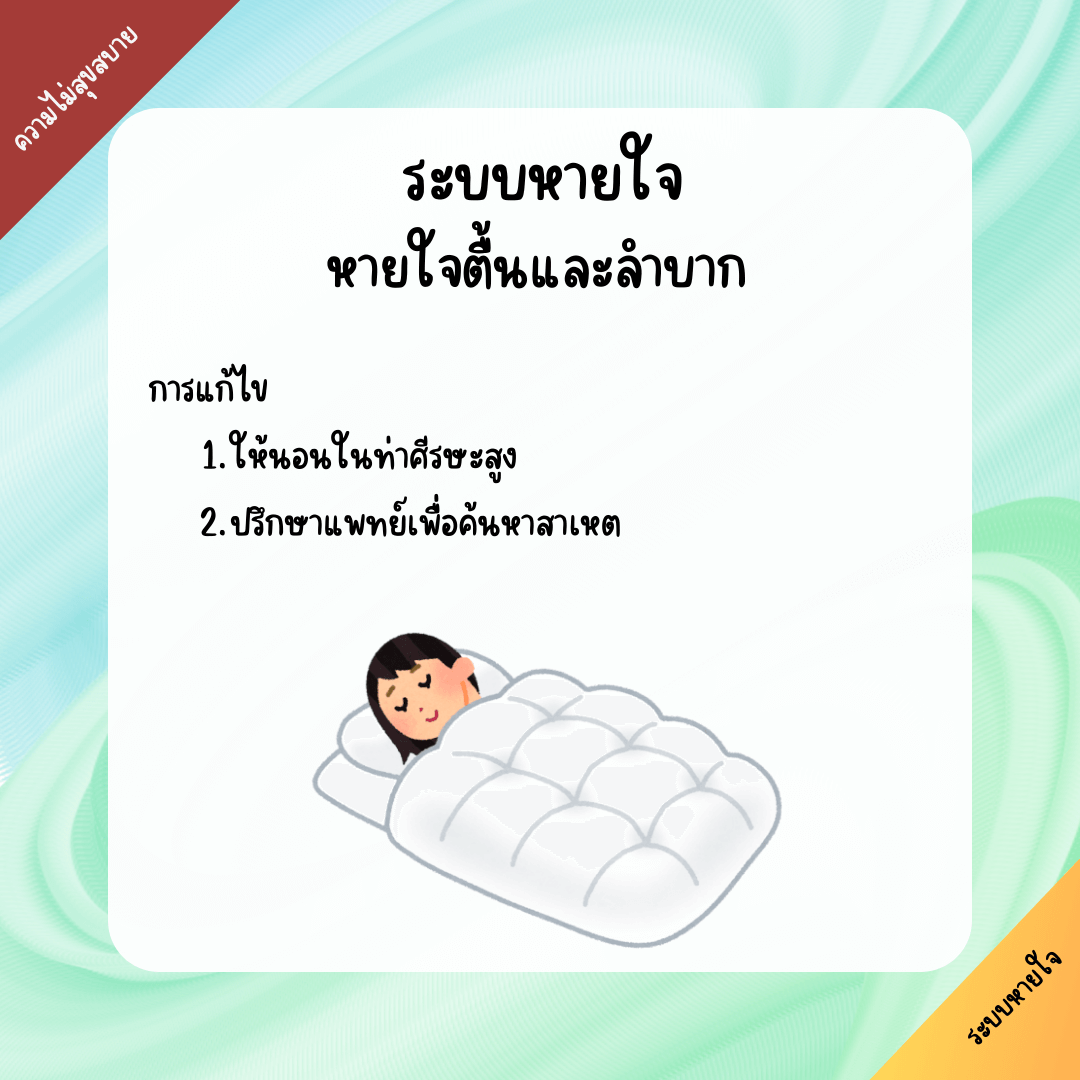 ความไม่สุขสบาย
ระบบหายใจ
หายใจตื้นและลำบาก
การแก้ไข
1.ให้นอนในท่าศีรษะสูง
2.ปรึกษาแพทย์เพื่อค้นหาสาเหต
ระบบหายใจ